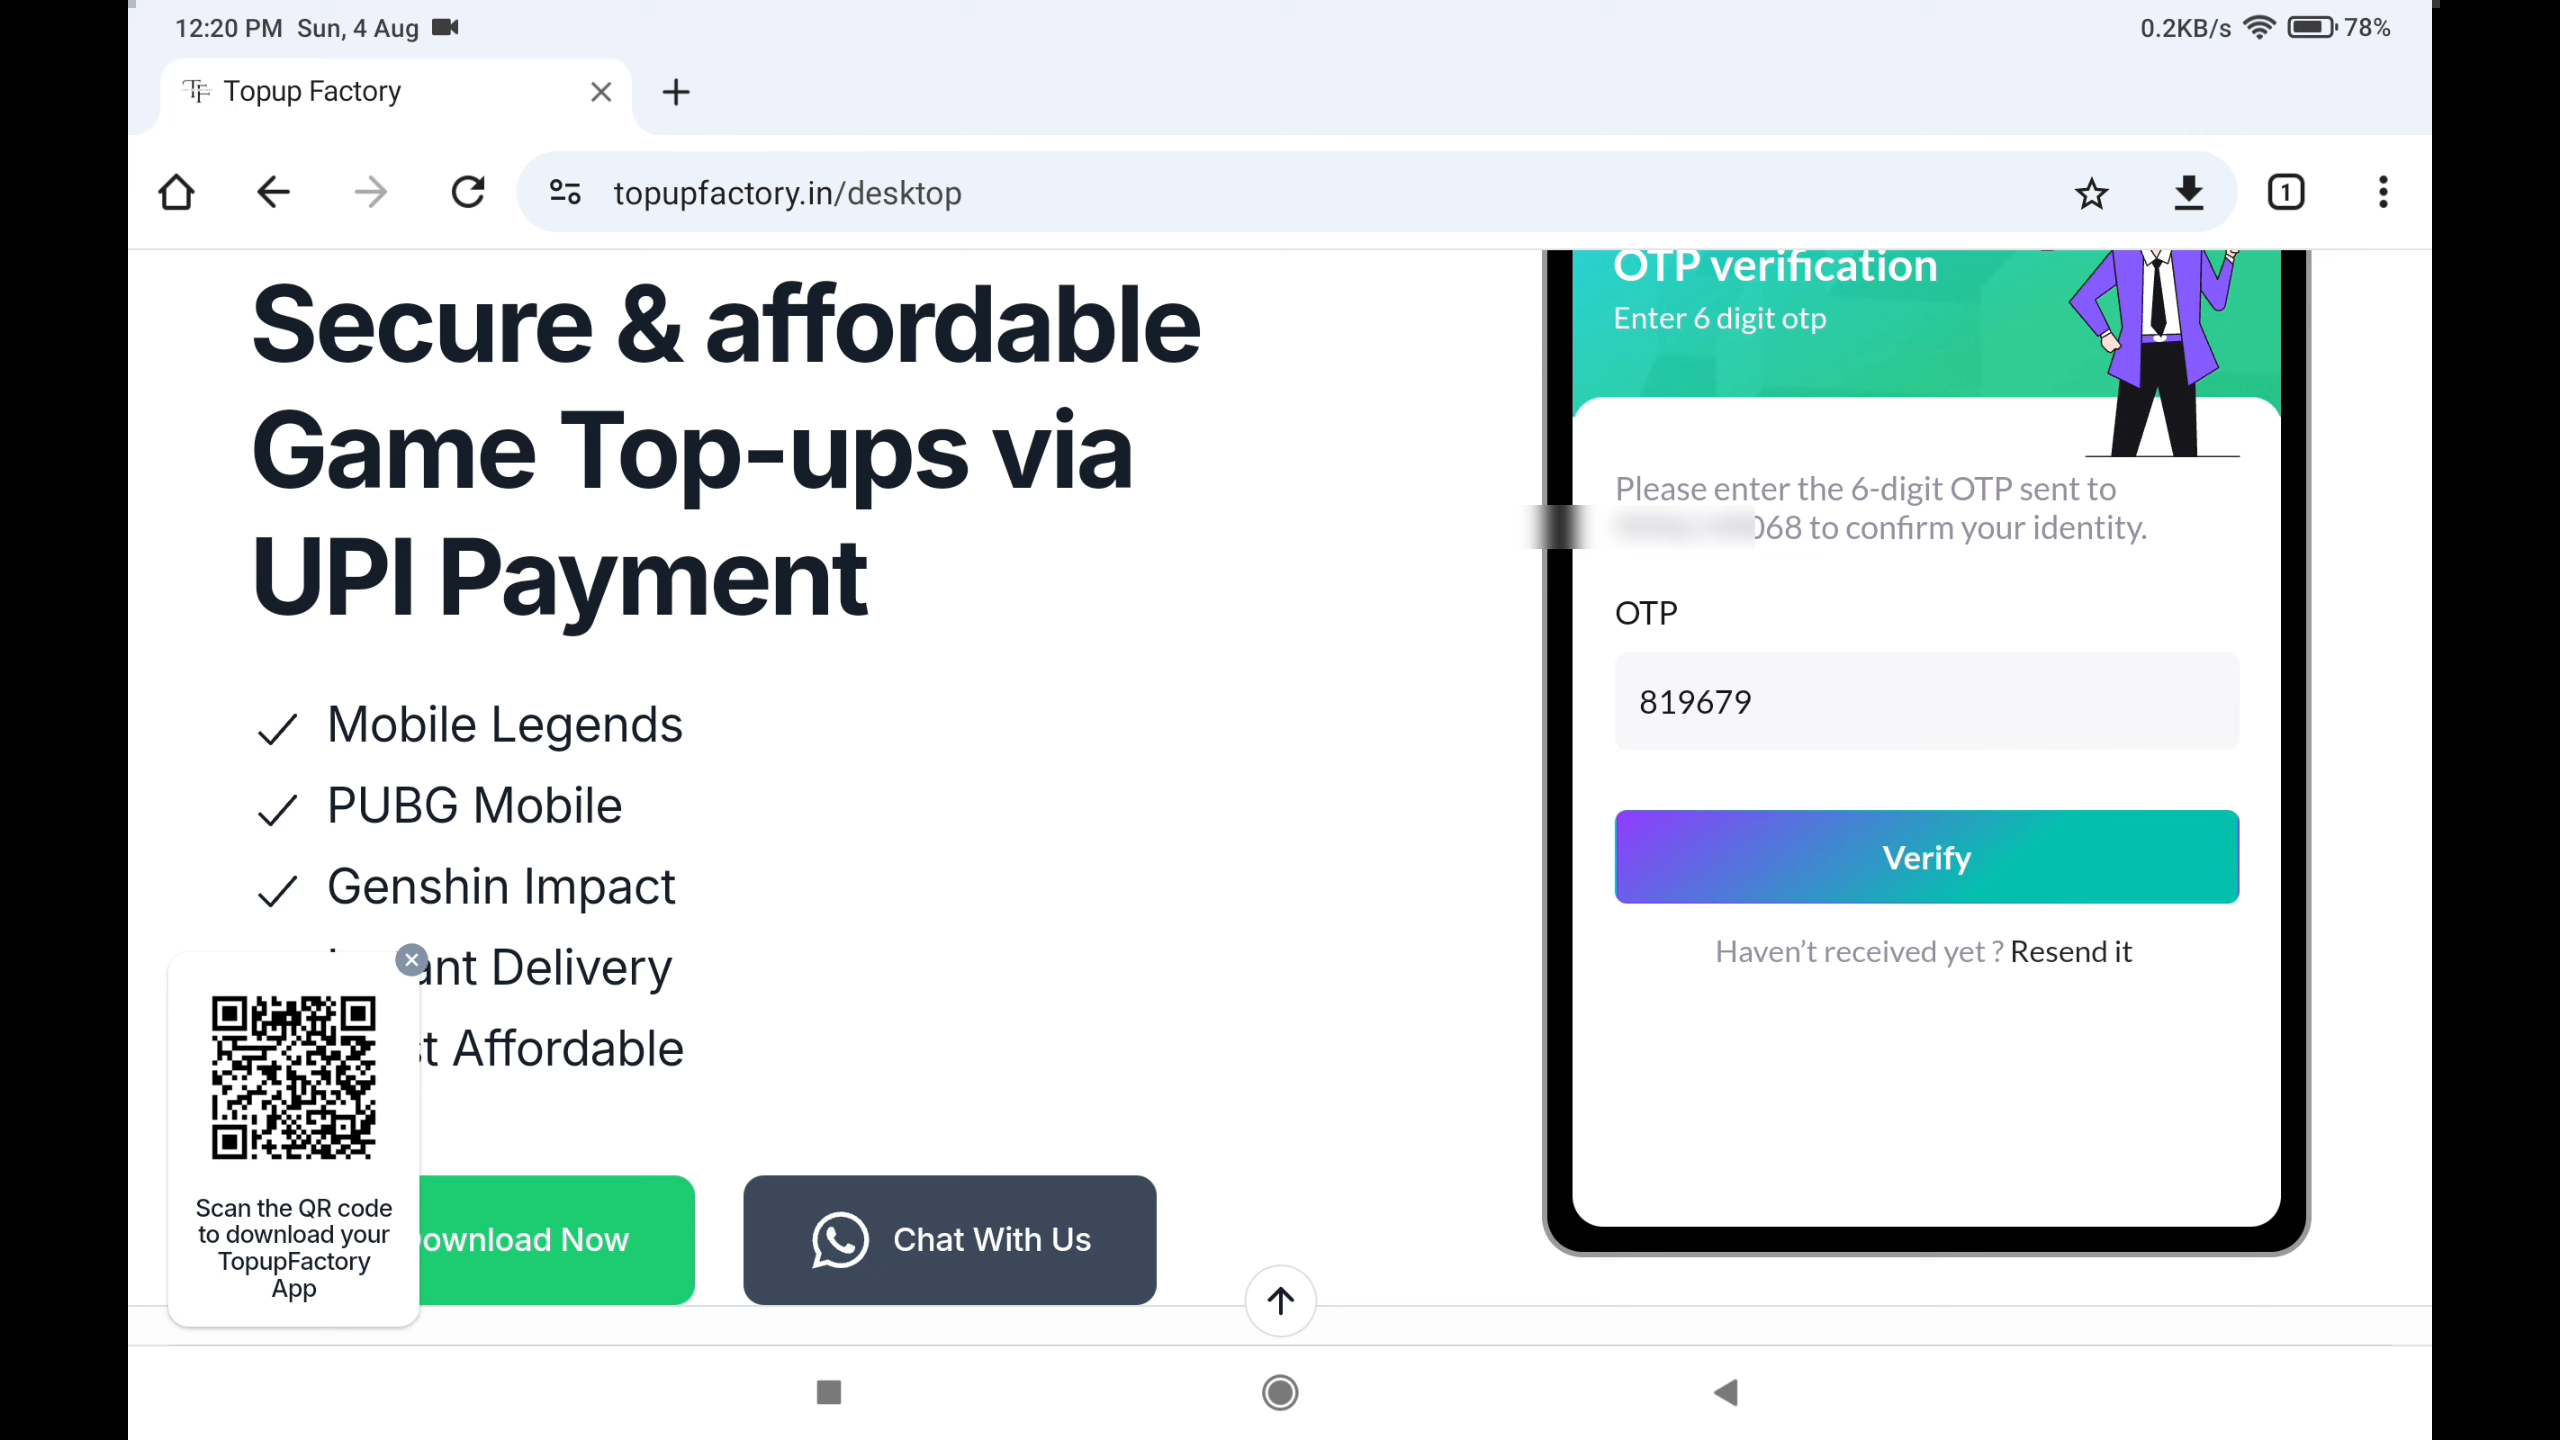 12:20 PM Sun, 4 Aug
0.2KB/s 78%
Topup Factory
topupfactory.in/desktop
1
Secure & affordable
Game Top-ups via
UPI Payment
Mobile Legends
PUBG Mobile
Genshin Impact
Delivery
Affordable
Scan the QR code
to download your
TopupFactory
App
Now
Chat With Us
OTP verification
Enter 6 digit otp
Please enter the 6-digit OTP sent to
068 to confirm your identity.
OTP
819679
Verify
Haven't received yet ? Resend it